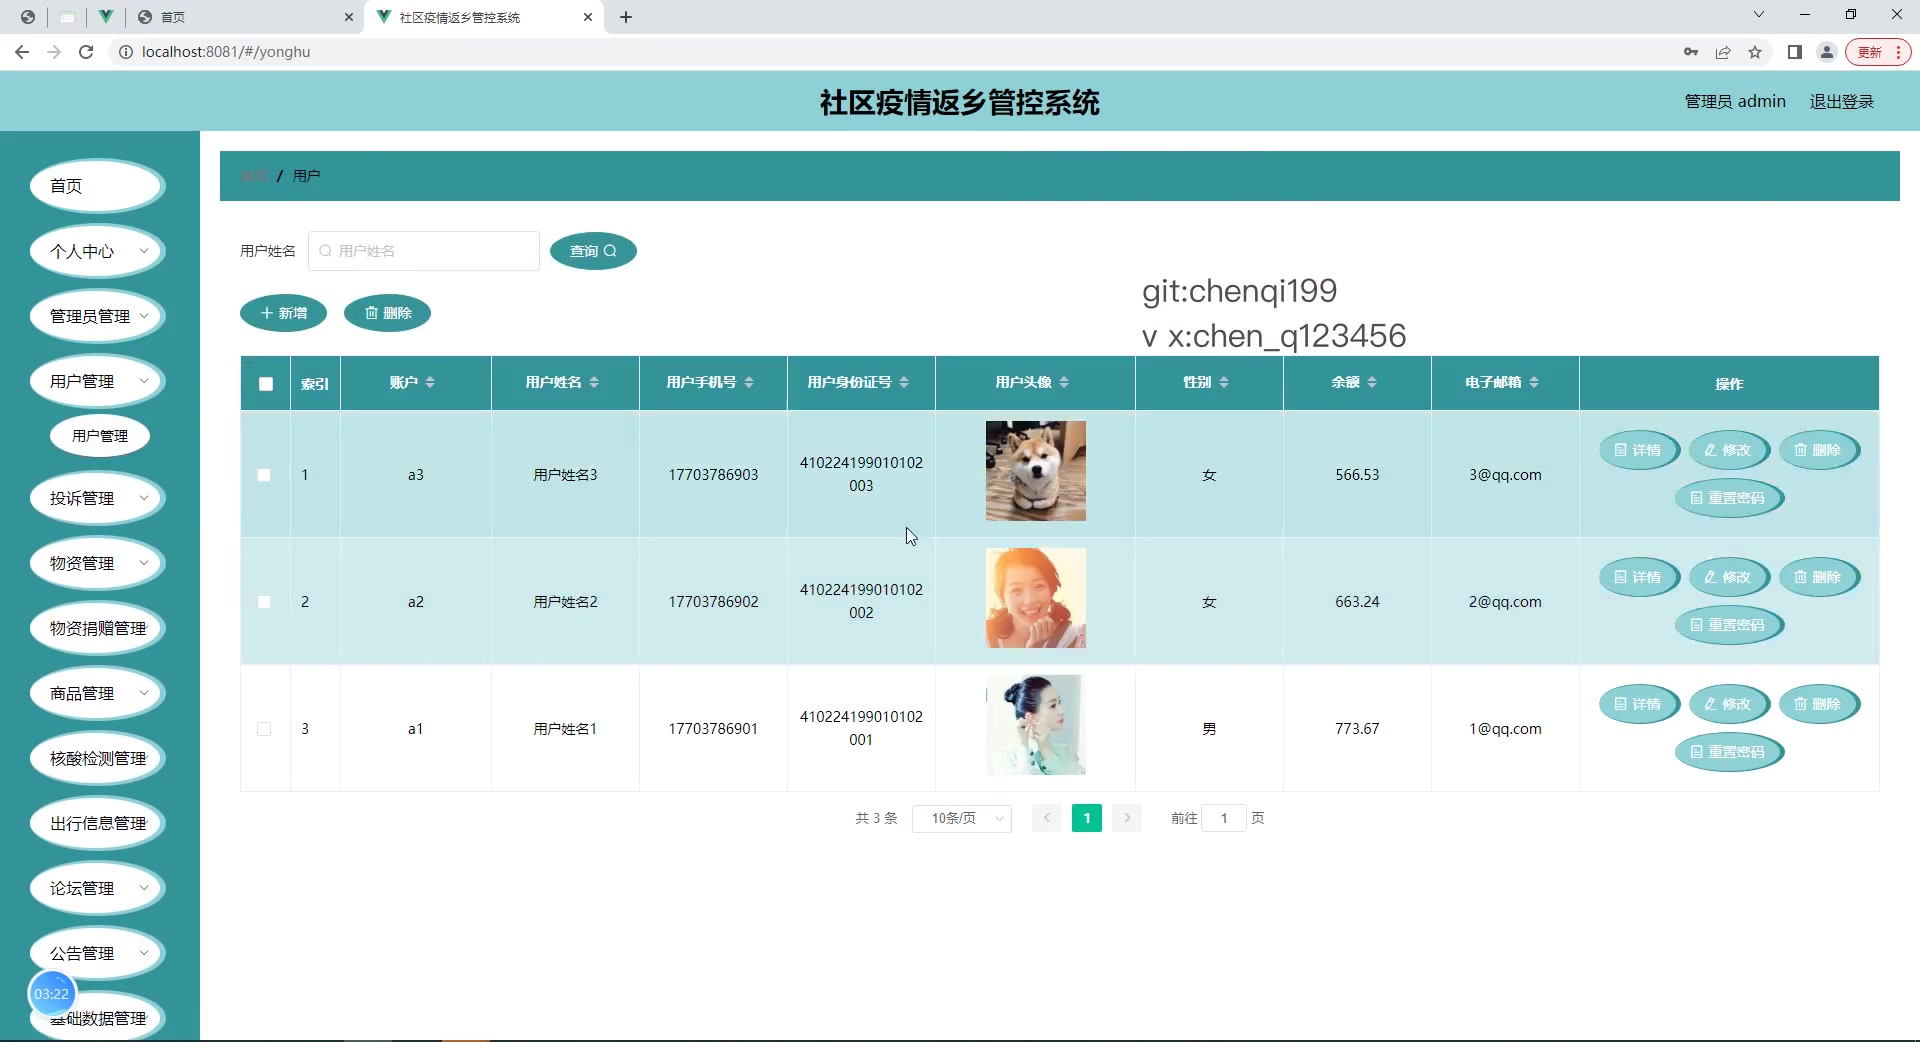 首页
社区疫情返乡管控系统
localhost:8081/#/yonghu
更新
社区疫情返乡管控系统
管理员 admin
退出登录
首页
个人中心
管理员管理
用户管理
用户管理
投诉管理
物资管理
物资捐赠管理
商品管理
核酸检测管理
出行信息管理
论坛管理
公告管理
03:22
基础数据管理
/ 用户
用户姓名
用户姓名
查询
新增
删除
git:chenqi199
v x:chen_q123456
索引 账户 用户姓名 用户手机号 用户身份证号 用户头像 性别 余额 电子邮箱 操作
1 a3 用户姓名3 17703786903 410224199010102003 女 566.53 3@qq.com 详情 修改 删除
重置密码
2 a2 用户姓名2 17703786902 410224199010102002 女 663.24 2@qq.com 详情 修改 删除
重置密码
3 a1 用户姓名1 17703786901 410224199010102001 男 773.67 1@qq.com 详情 修改 删除
重置密码
共 3 条 10条/页 1 前往 1 页